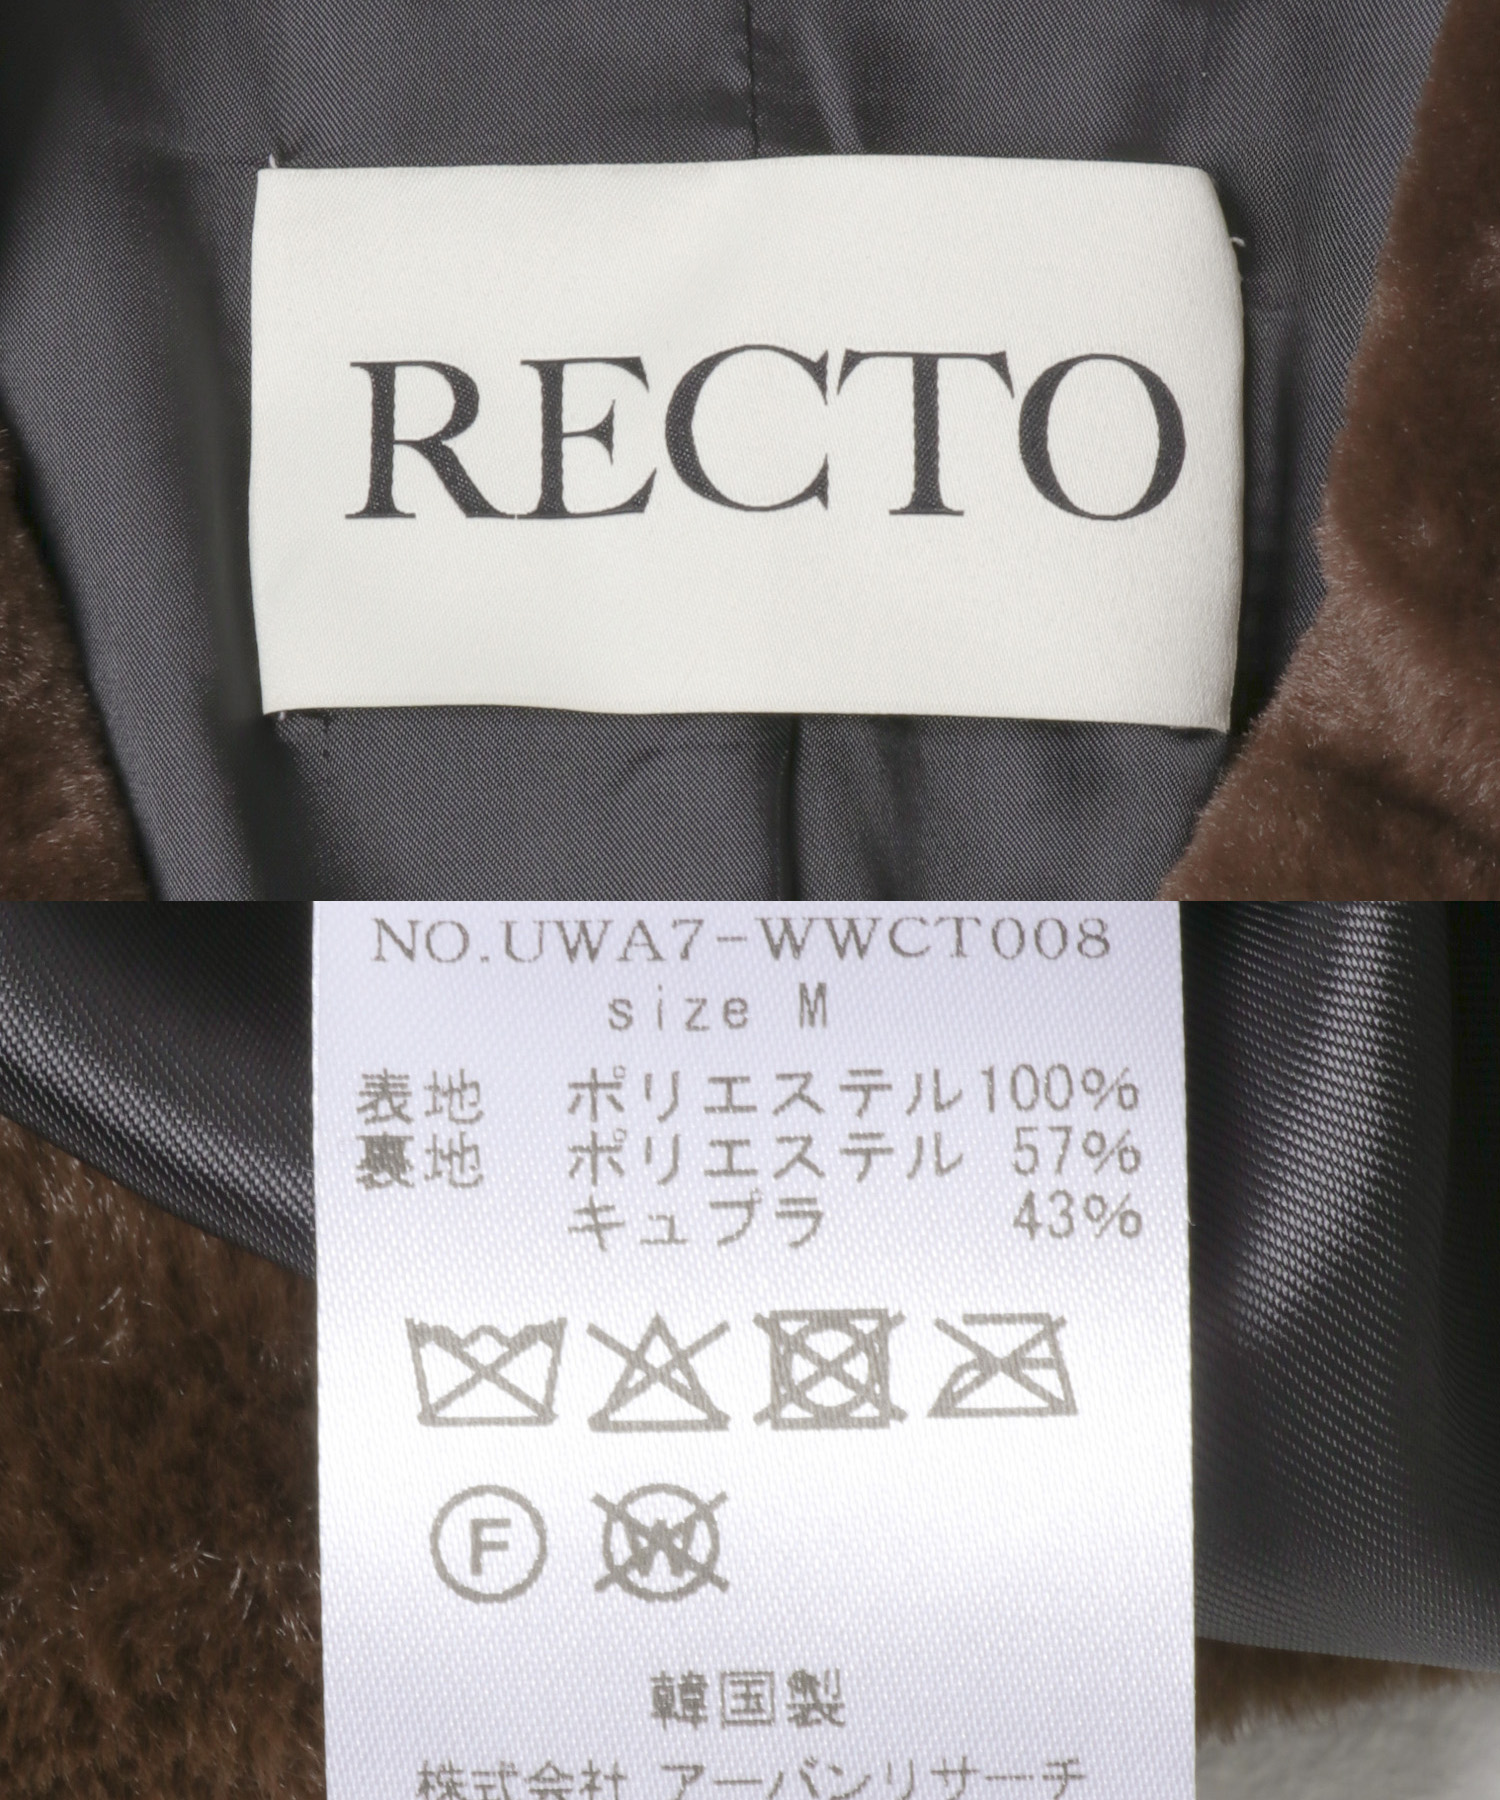 RECTO
NO.UWA7-WWCT008
size M
表地 ポリエステル100%
裏地 ポリエステル 57%
キュプラ 43%
F
W
韓国製
株式会社 アーバンリサーチ